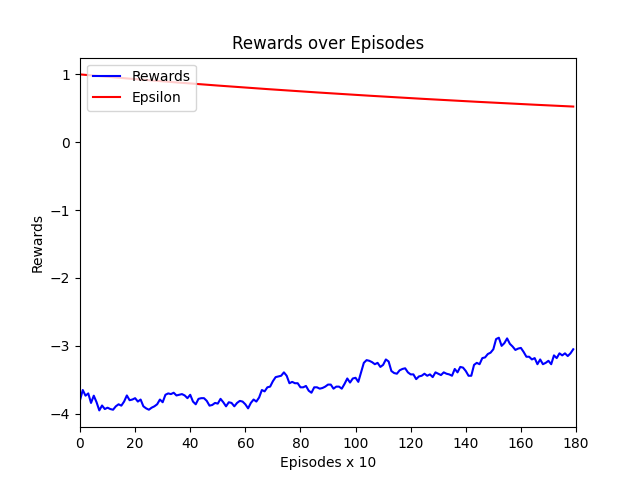 Rewards over Episodes
Rewards
Epsilon
1
0
−1
−2
−3
−4
Rewards
0 20 40 60 80 100 120 140 160 180
Episodes x 10